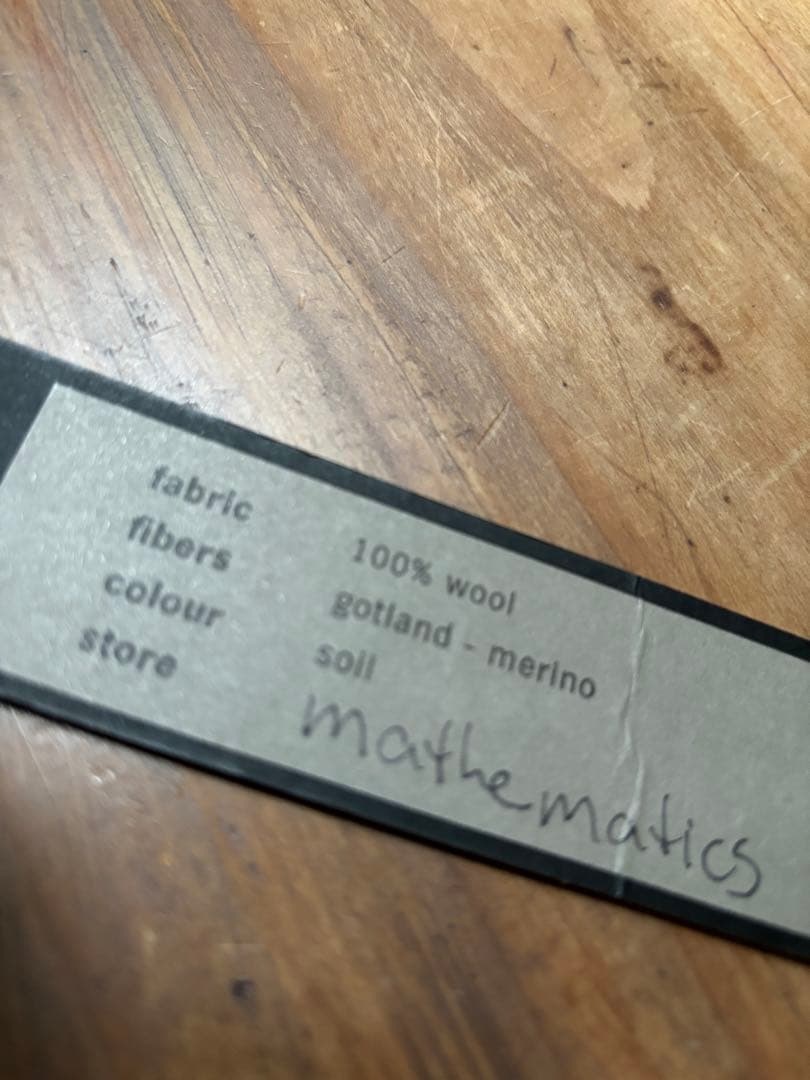 fabric 100% wool
fibers gotland - merino
colour soil
store mathematics